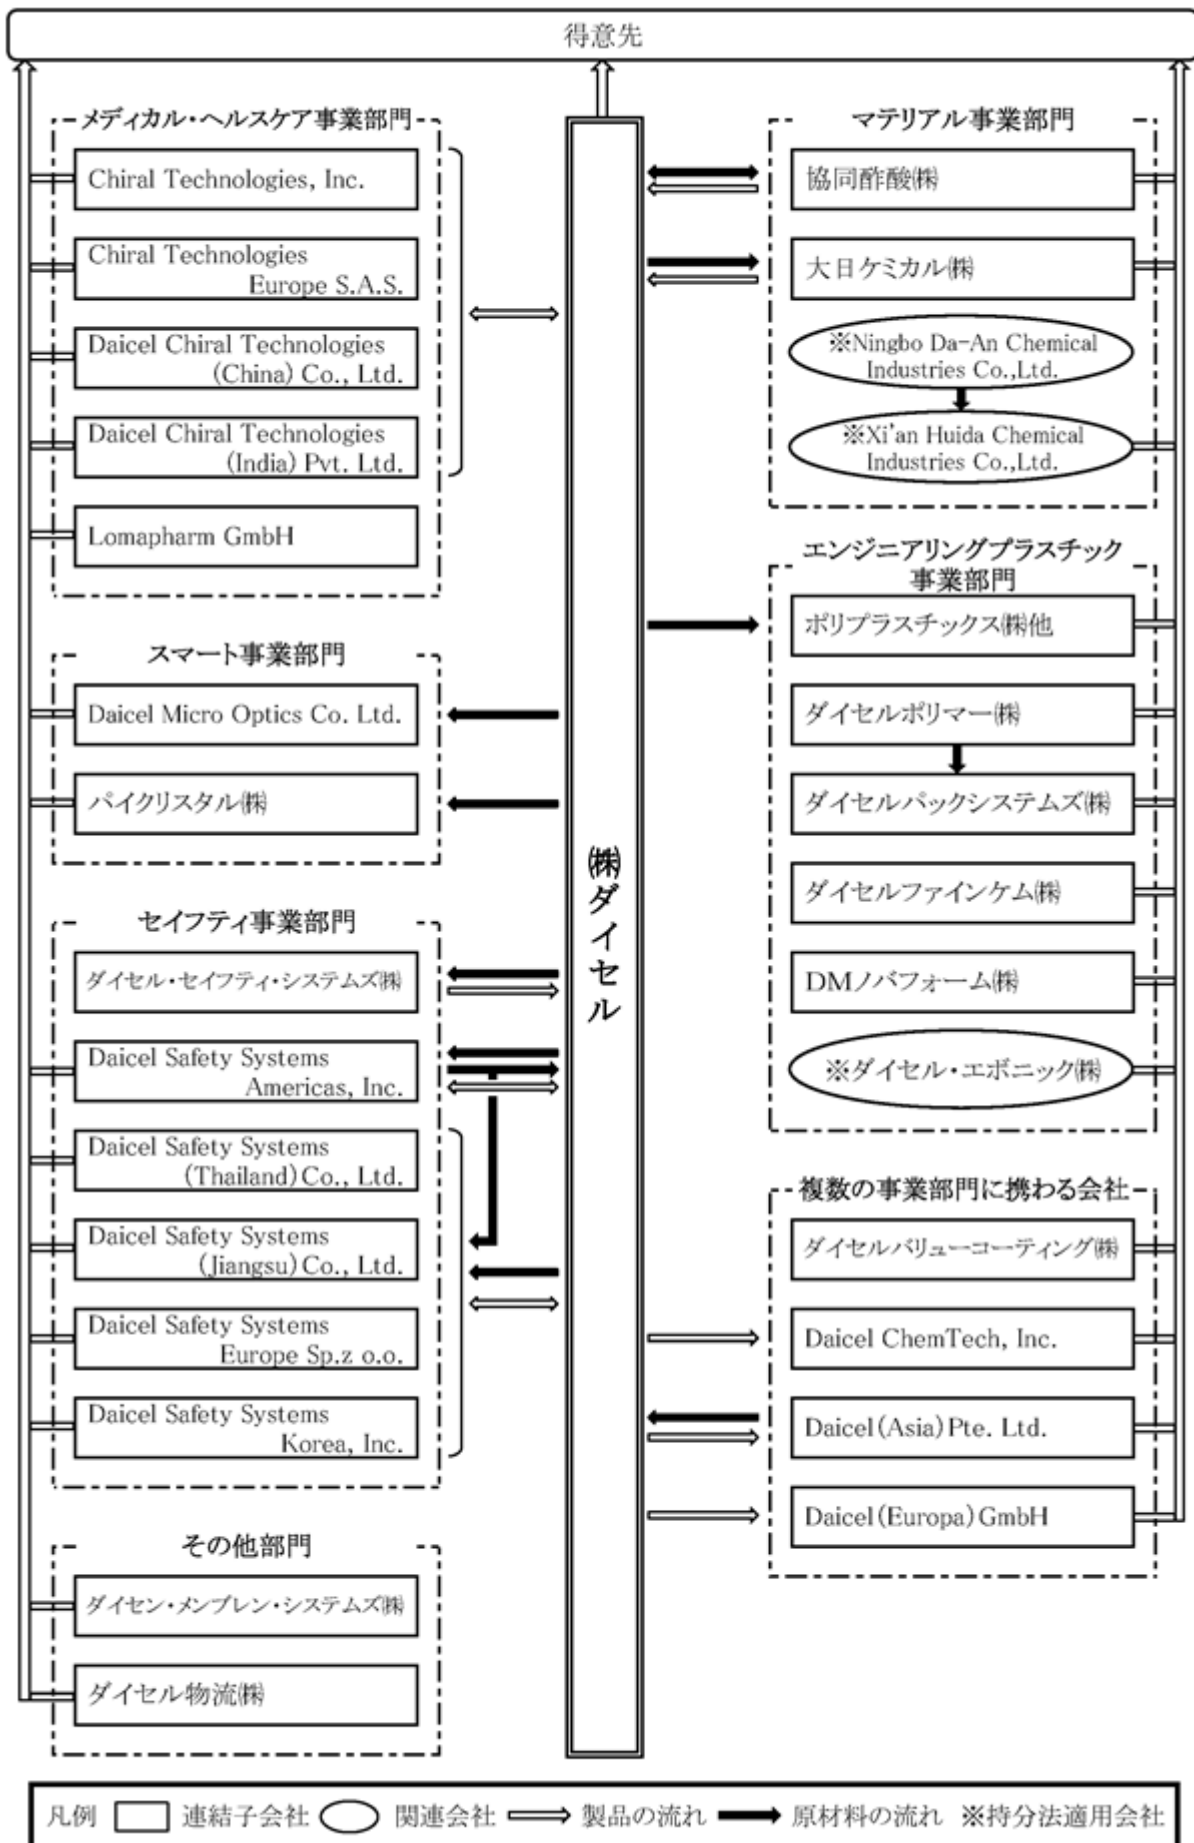 得意先
メディカル・ヘルスケア事業部門
Chiral Technologies, Inc.
Chiral Technologies
Europe S.A.S.
Daicel Chiral Technologies
(China) Co., Ltd.
Daicel Chiral Technologies
(India) Pvt. Ltd.
Lomapharm GmbH
スマート事業部門
Daicel Micro Optics Co. Ltd.
パイクリスタル㈱
セイフティ事業部門
ダイセル・セイフティ・システムズ㈱
Daicel Safety Systems
Americas, Inc.
Daicel Safety Systems
(Thailand) Co., Ltd.
Daicel Safety Systems
(Jiangsu) Co., Ltd.
Daicel Safety Systems
Europe Sp.z o.o.
Daicel Safety Systems
Korea, Inc.
その他部門
ダイセン・メンブレン・システムズ㈱
ダイセル物流㈱
㈱ダイセル
マテリアル事業部門
協同酢酸㈱
大日ケミカル㈱
※Ningbo Da-An Chemical
Industries Co.,Ltd.
※Xi'an Huida Chemical
Industries Co.,Ltd.
エンジニアリングプラスチック
事業部門
ポリプラスチックス㈱他
ダイセルポリマー㈱
ダイセルパックシステムズ㈱
ダイセルファインケム㈱
DMノバフォーム㈱
※ダイセル・エボニック㈱
複数の事業部門に携わる会社
ダイセルバリューコーティング㈱
Daicel ChemTech, Inc.
Daicel (Asia) Pte. Ltd.
Daicel (Europa) GmbH
凡例 連結子会社 関連会社 製品の流れ 原材料の流れ ※持分法適用会社